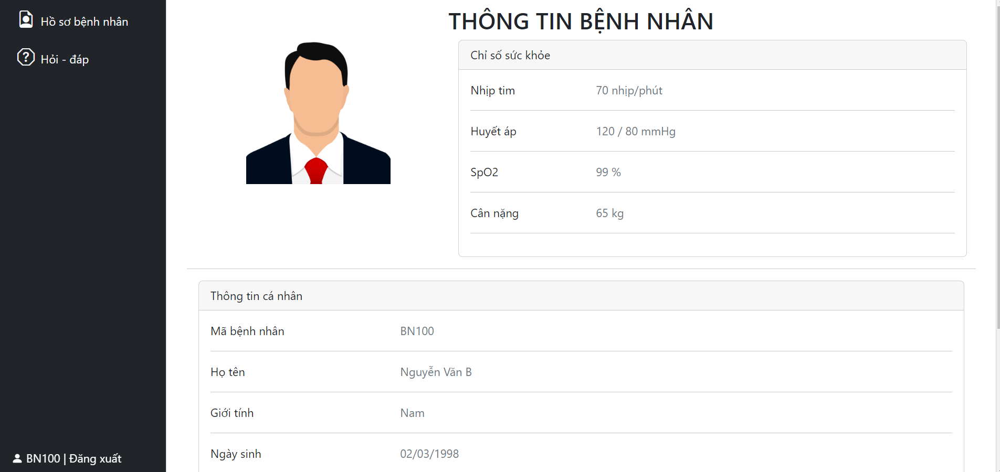 Hồ sơ bệnh nhân
Hỏi - đáp
BN100 | Đăng xuất
THÔNG TIN BỆNH NHÂN
Chỉ số sức khỏe
Nhịp tim 70 nhịp/phút
Huyết áp 120 / 80 mmHg
SpO2 99 %
Cân nặng 65 kg
Thông tin cá nhân
Mã bệnh nhân BN100
Họ tên Nguyễn Văn B
Giới tính Nam
Ngày sinh 02/03/1998